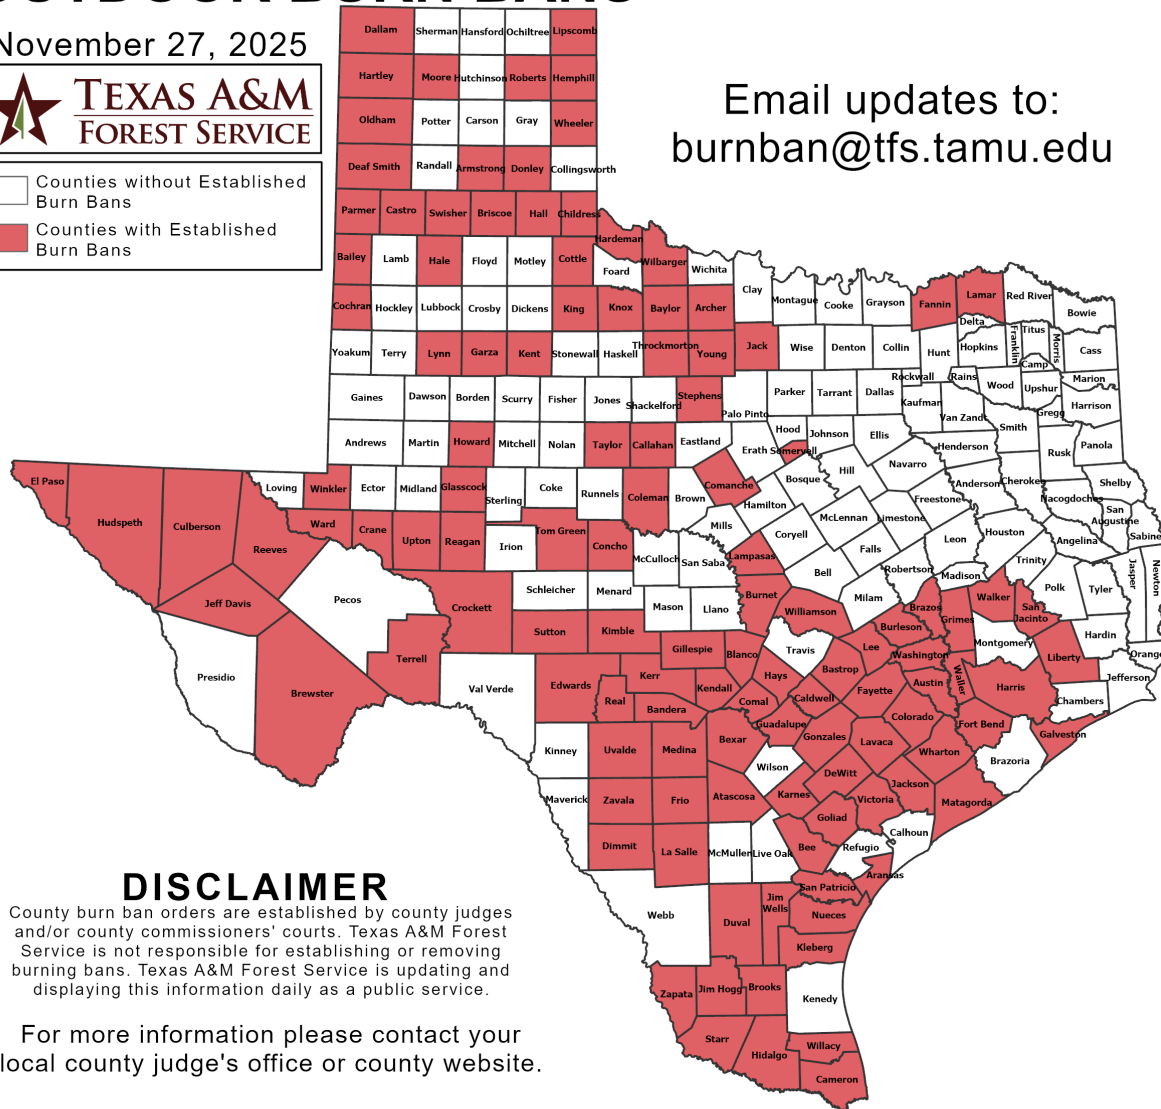 November 27, 2025
TEXAS A&M
FOREST SERVICE
Counties without Established
Burn Bans
Counties with Established
Burn Bans
Email updates to:
burnban@tfs.tamu.edu
Dallam Sherman Hansford Ochiltree Lipscomb
Hartley Moore Hutchinson Roberts Hemphill
Oldham Potter Carson Gray Wheeler
Deaf Smith Randall Armstrong Donley Collingsworth
Parmer Castro Swisher Briscoe Hall Childress
Hardeman
Bailey Lamb Hale Floyd Motley Cottle Foard Wilbarger Wichita
Clay Montague Cooke Grayson Fannin Lamar Red River Bowie
Cochran Hockley Lubbock Crosby Dickens King Knox Baylor Archer
Delta Titus Franklin Morris
Yoakum Terry Lynn Garza Kent Stonewall Haskell Throckmorton Young Jack Wise Denton Collin Hunt Hopkins Camp Cass
Rockwall Rains Wood Upshur Marion
Gaines Dawson Borden Scurry Fisher Jones Shackelford Stephens Palo Pinto Parker Tarrant Dallas Kaufman Van Zandt Gregg Harrison
Smith
Andrews Martin Howard Mitchell Nolan Taylor Callahan Eastland Erath Hood Somervell Johnson Ellis Henderson Rusk Panola
Navarro Hill
El Paso Hudspeth Culberson Reeves Loving Winkler Ector Midland Glasscock Sterling Coke Runnels Coleman Brown Comanche Hamilton Bosque Freestone Anderson Cherokee Nacogdoches Shelby
San
Augustine
Sabine
Ward Crane Upton Reagan Irion Tom Green Concho McCulloch San Saba Mills Lampasas Coryell McLennan Limestone Falls Leon Houston Angelina
Trinity Polk Tyler Jasper Newton
Jeff Davis Pecos Crockett Schleicher Menard Mason Llano Burnet Bell Milam Robertson Madison
Walker San
Jacinto
Presidio Brewster Terrell Sutton Kimble Gillespie Blanco Williamson Travis Lee Burleson Brazos Grimes Montgomery Liberty Hardin Orange
Washington Jefferson
Val Verde Edwards Real Kerr Bandera Kendall Comal Hays Caldwell Bastrop Fayette Austin Waller Harris Chambers
Guadalupe Gonzales Lavaca Colorado Fort Bend Galveston
Kinney Uvalde Medina Bexar Wilson DeWitt Wharton Brazoria
Maverick Zavala Frio Atascosa Karnes Goliad Victoria Jackson Matagorda
Dimmit La Salle McMullen Live Oak Bee Refugio Calhoun
Aransas
Webb Duval Jim
Wells
San Patricio
Nueces
Kleberg
Zapata Jim Hogg Brooks Kenedy
Starr Hidalgo Willacy
Cameron
DISCLAIMER
County burn ban orders are established by county judges
and/or county commissioners' courts. Texas A&M Forest
Service is not responsible for establishing or removing
burning bans. Texas A&M Forest Service is updating and
displaying this information daily as a public service.
For more information please contact your
local county judge's office or county website.